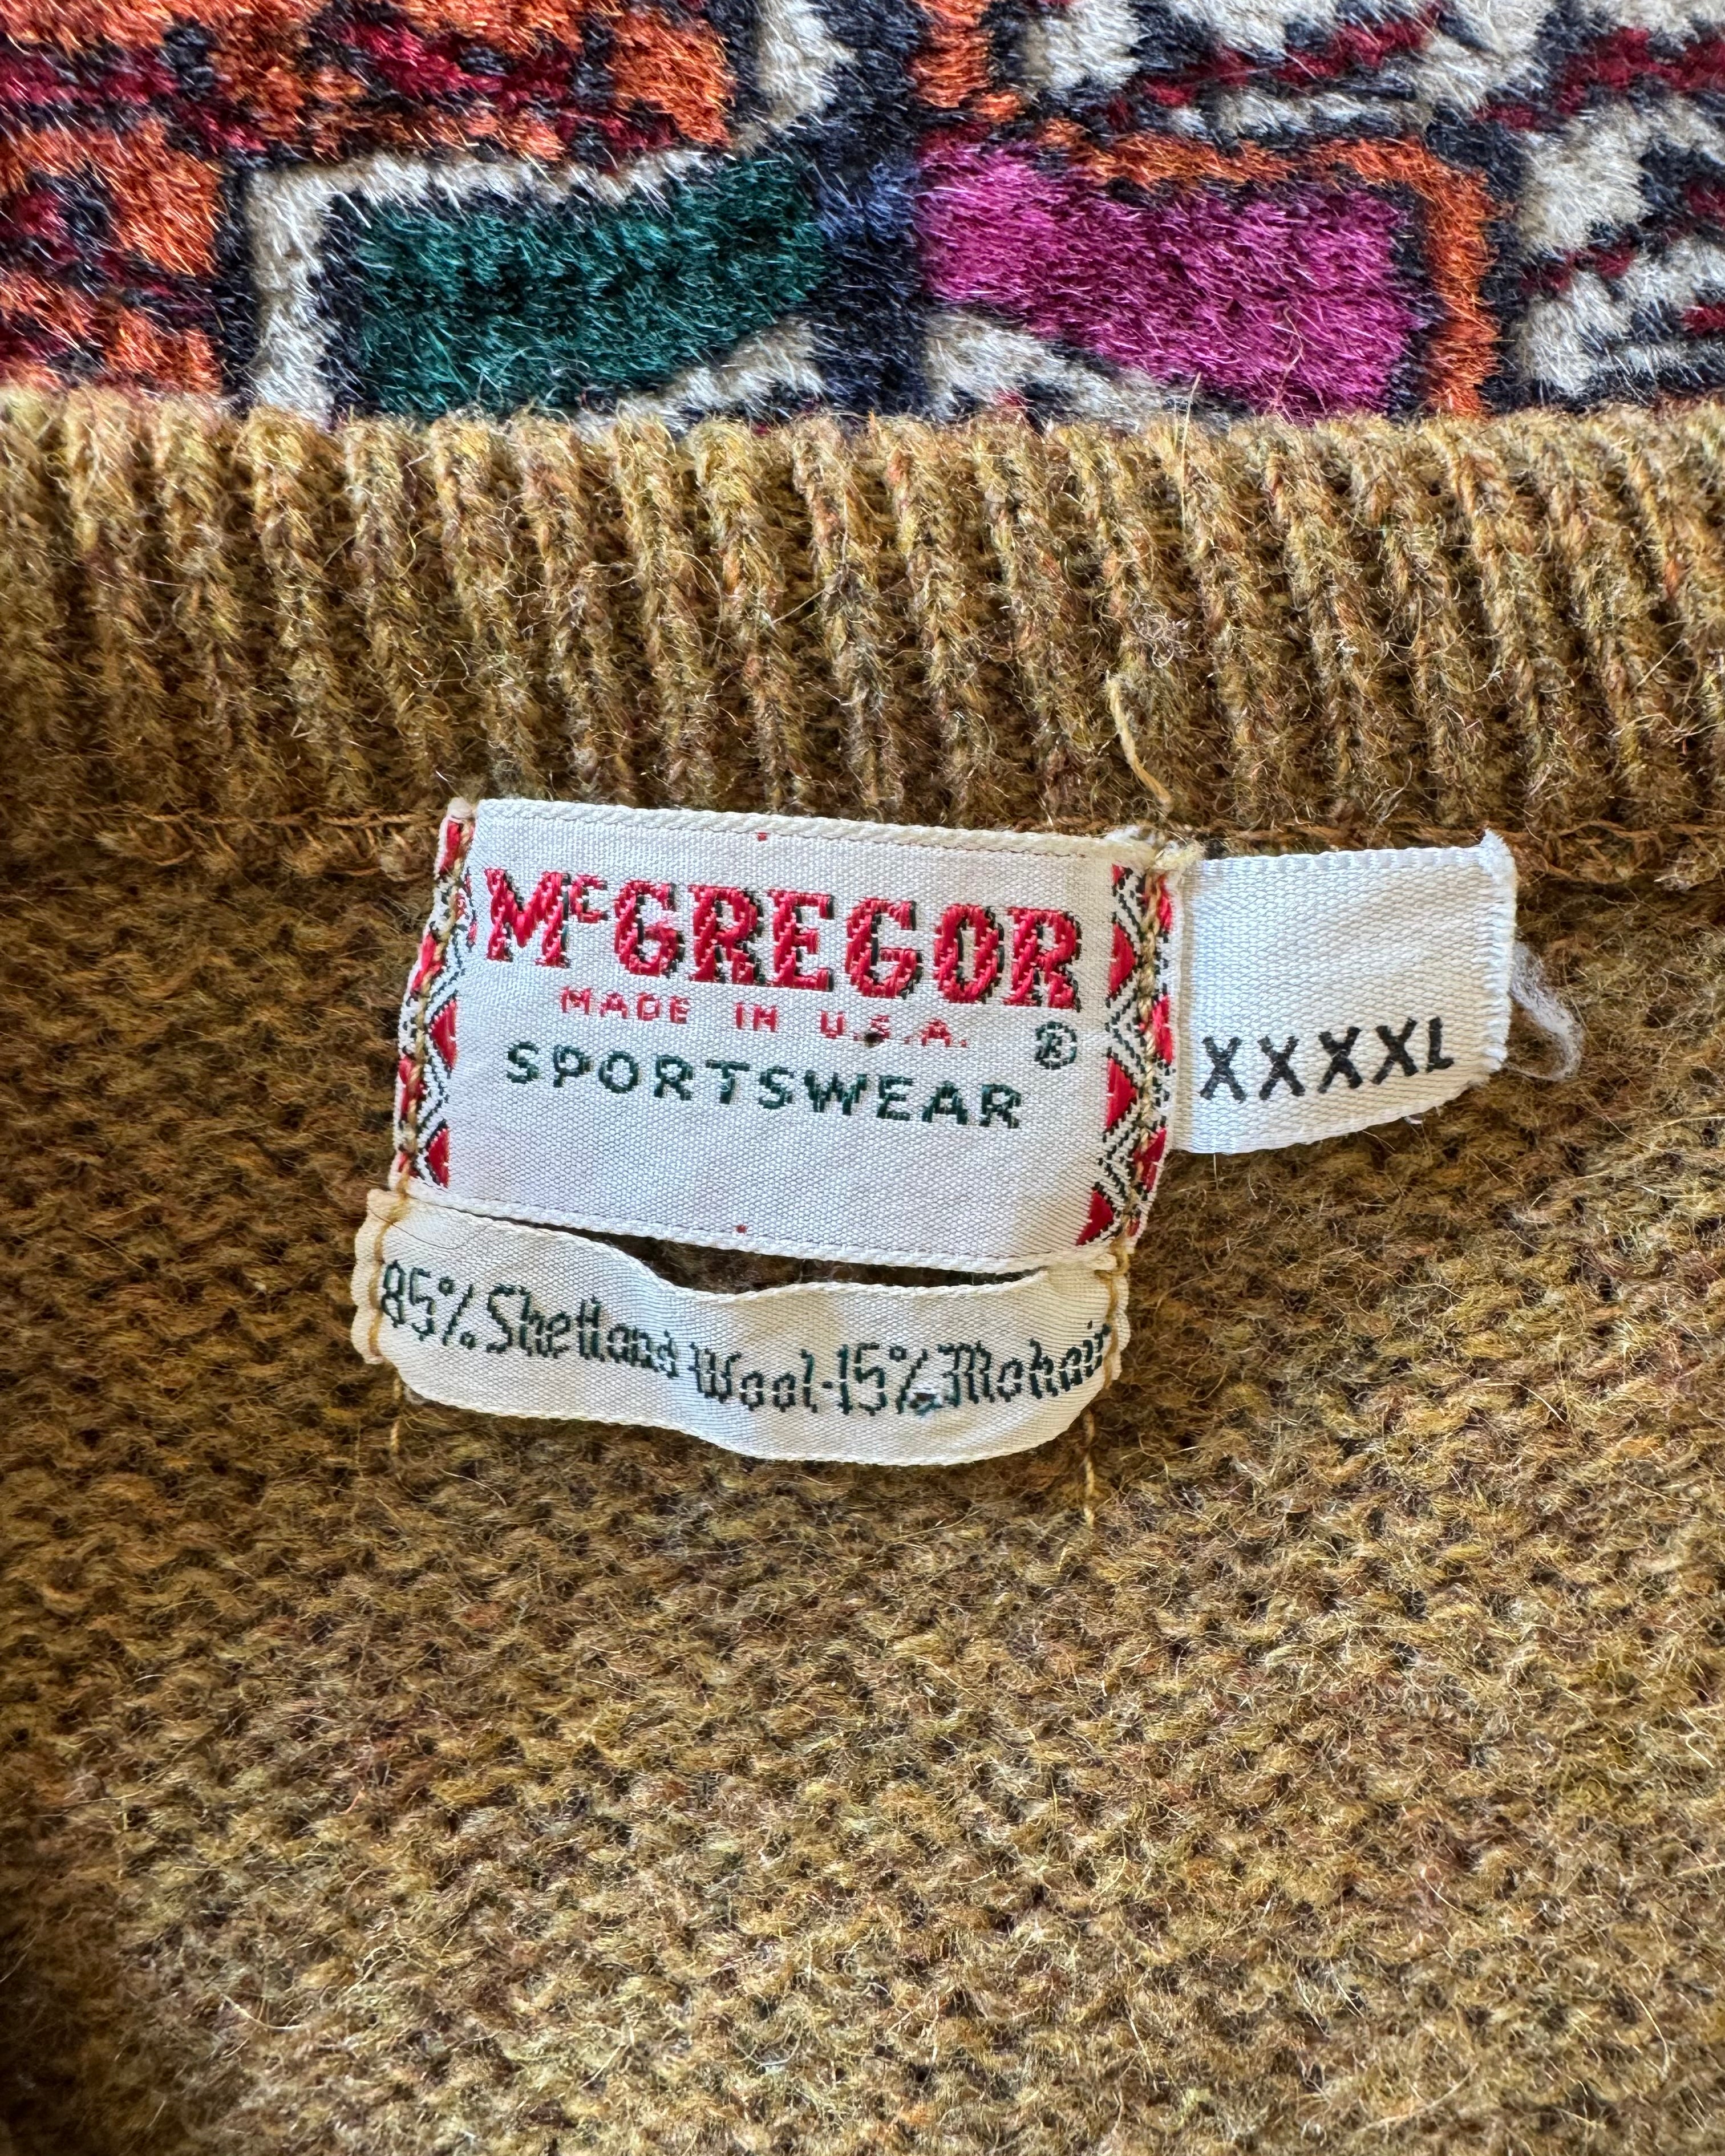 McGREGOR
MADE IN U.S.A.
®
SPORTSWEAR
XXXXL
85% Shetland Wool-15% Mohair